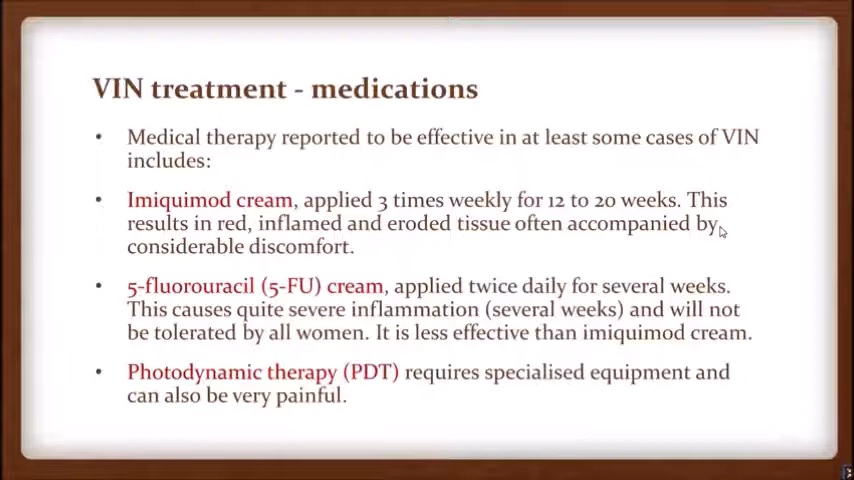 VIN treatment - medications
• Medical therapy reported to be effective in at least some cases of VIN
includes:
• Imiquimod cream, applied 3 times weekly for 12 to 20 weeks. This
results in red, inflamed and eroded tissue often accompanied by
considerable discomfort.
• 5-fluorouracil (5-FU) cream, applied twice daily for several weeks.
This causes quite severe inflammation (several weeks) and will not
be tolerated by all women. It is less effective than imiquimod cream.
• Photodynamic therapy (PDT) requires specialised equipment and
can also be very painful.